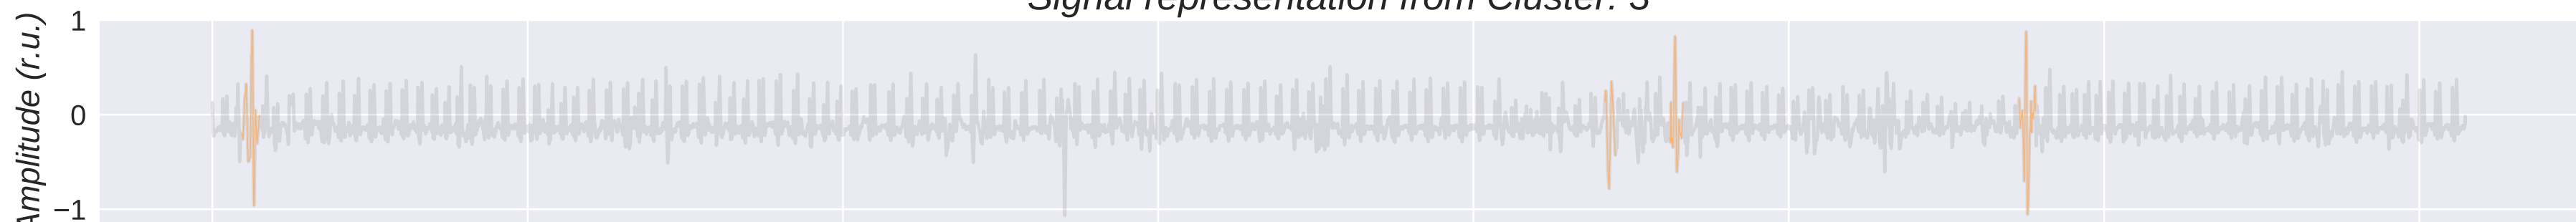 Signal representation from Cluster: 3
Amplitude (r.u.)
1
0
−1